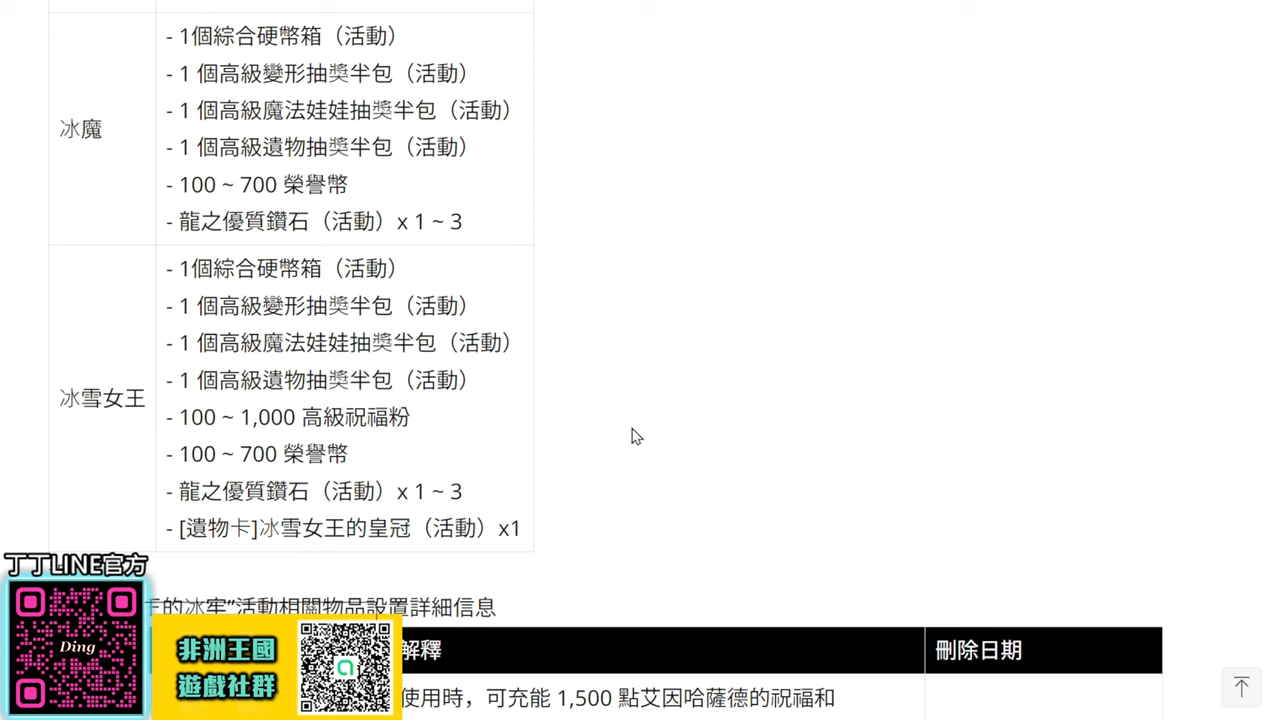 - 1個綜合硬幣箱（活動）
- 1 個高級變形抽獎半包（活動）
- 1 個高級魔法娃娃抽獎半包（活動）
冰魔
- 1 個高級遺物抽獎半包（活動）
- 100 ~ 700 榮譽幣
- 龍之優質鑽石（活動）x 1 ~ 3
- 1個綜合硬幣箱（活動）
- 1 個高級變形抽獎半包（活動）
- 1 個高級魔法娃娃抽獎半包（活動）
- 1 個高級遺物抽獎半包（活動）
冰雪女王
- 100 ~ 1,000 高級祝福粉
- 100 ~ 700 榮譽幣
- 龍之優質鑽石（活動）x 1 ~ 3
- [遺物卡]冰雪女王的皇冠（活動）x1
丁丁LINE官方
的冰牢”活動相關物品設置詳細信息
Ding
非洲王國
遊戲社群
解釋
刪除日期
使用時，可充能 1,500 點艾因哈薩德的祝福和